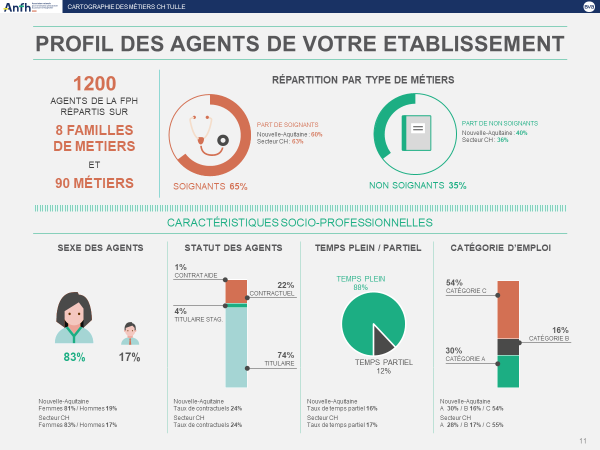 Anfh
CARTOGRAPHIE DES MÉTIERS CH TULLE
BVA
PROFIL DES AGENTS DE VOTRE ETABLISSEMENT
1200
AGENTS DE LA FPH
RÉPARTIS SUR
8 FAMILLES
DE METIERS
ET
90 MÉTIERS
RÉPARTITION PAR TYPE DE MÉTIERS
PART DE SOIGNANTS
Nouvelle-Aquitaine : 60%
Secteur CH : 63%
SOIGNANTS 65%
PART DE NON SOIGNANTS
Nouvelle-Aquitaine : 40%
Secteur CH : 36%
NON SOIGNANTS 35%
CARACTÉRISTIQUES SOCIO-PROFESSIONNELLES
SEXE DES AGENTS
83%
17%
Nouvelle-Aquitaine
Femmes 81% / Hommes 19%
Secteur CH
Femmes 83% / Hommes 17%
STATUT DES AGENTS
1%
CONTRAT AIDE
22%
CONTRACTUEL
4%
TITULAIRE STAG.
74%
TITULAIRE
Nouvelle-Aquitaine
Taux de contractuels 24%
Secteur CH
Taux de contractuels 24%
TEMPS PLEIN / PARTIEL
TEMPS PLEIN
88%
TEMPS PARTIEL
12%
Nouvelle-Aquitaine
Taux de temps partiel 16%
Secteur CH
Taux de temps partiel 17%
CATÉGORIE D'EMPLOI
54%
CATÉGORIE C
16%
CATÉGORIE B
30%
CATÉGORIE A
Nouvelle-Aquitaine
A 30% / B 16% / C 54%
Secteur CH
A 28% / B 17% / C 55%
11